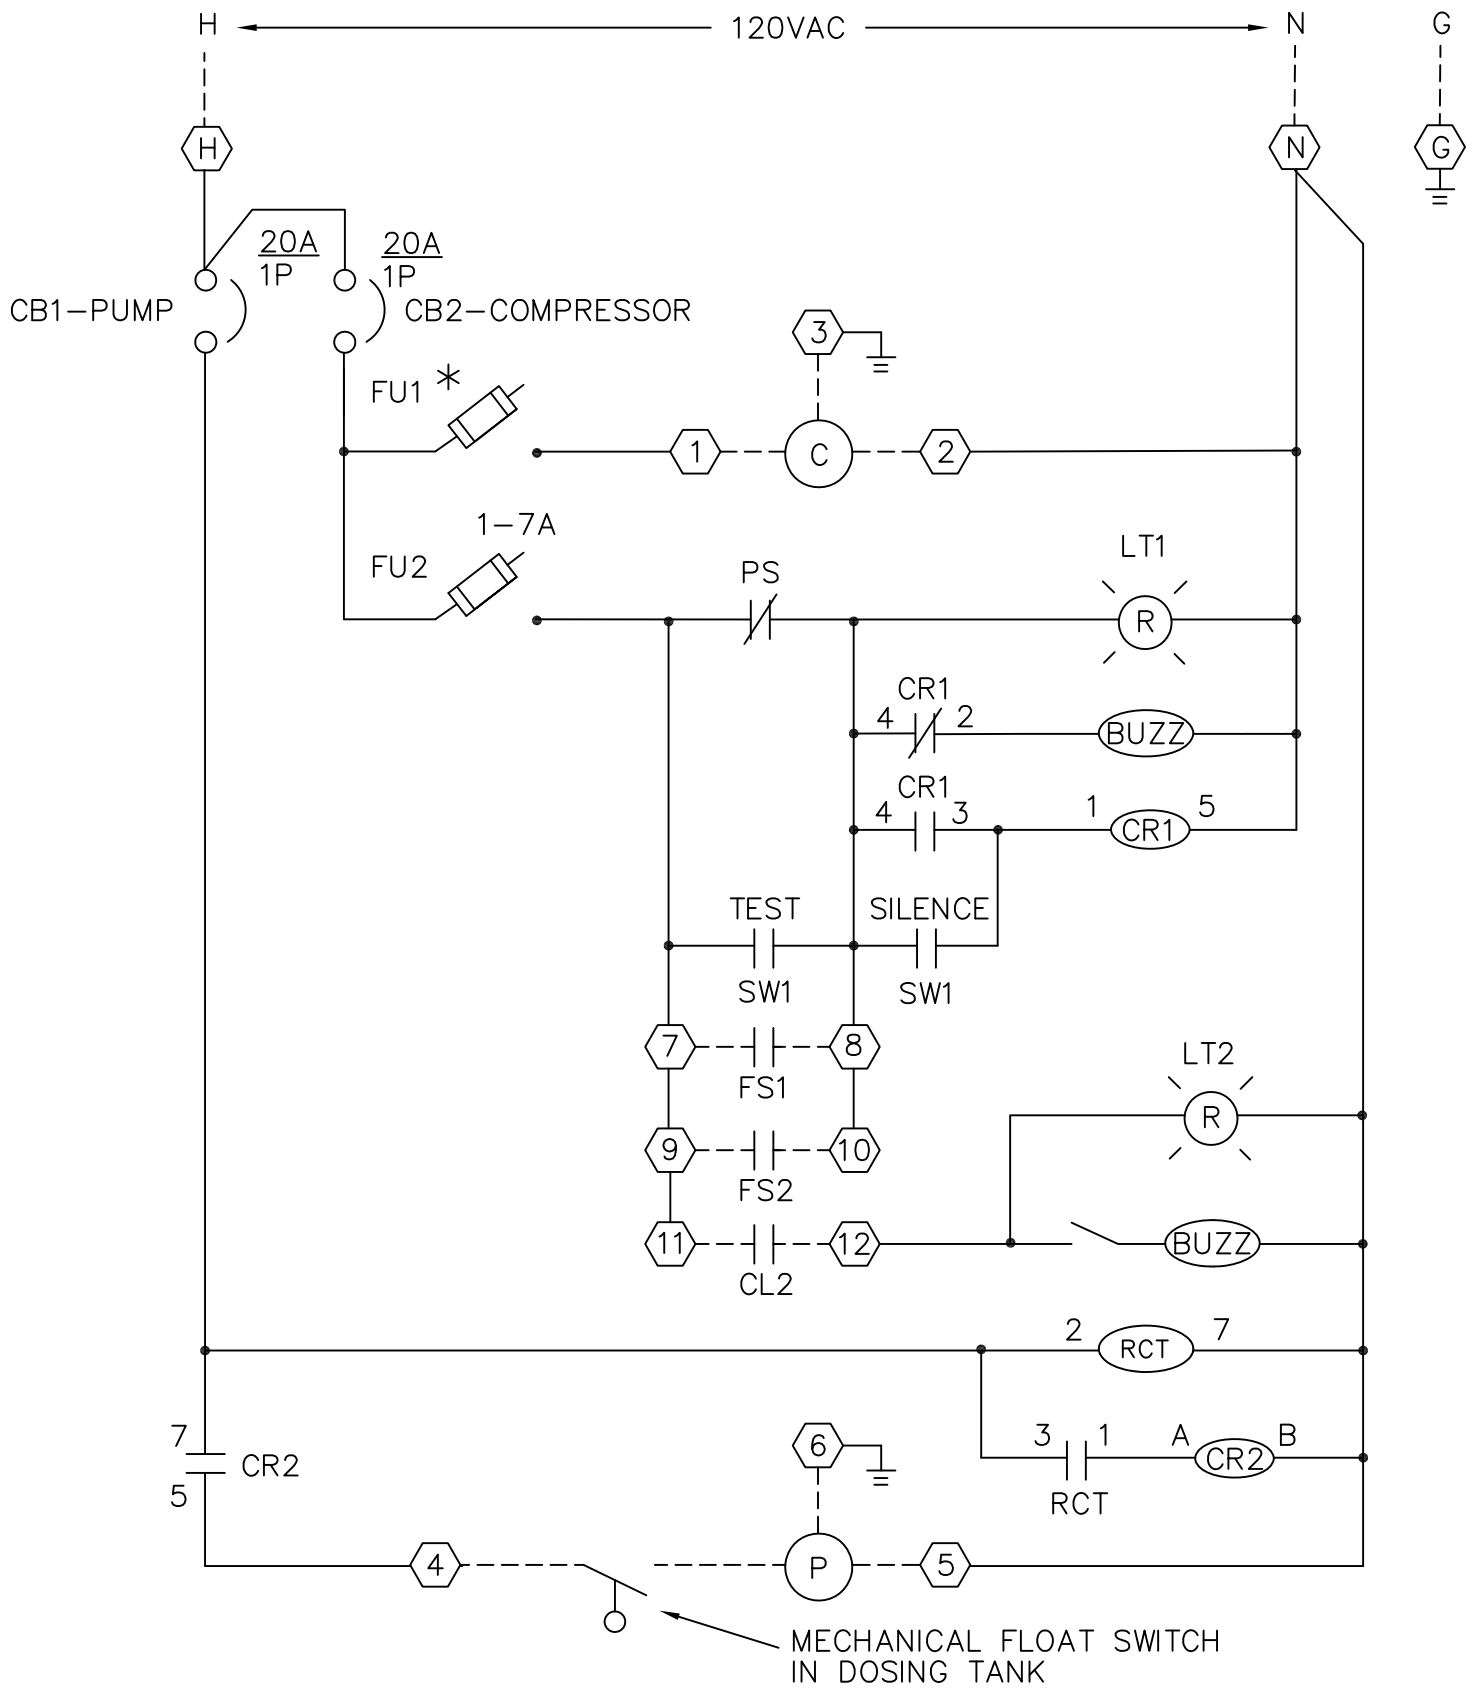 H 120VAC N G
H N G
20A 20A
1P 1P
CB1-PUMP CB2-COMPRESSOR
3
FU1 *
1 C 2
1-7A
FU2 PS LT1
R
CR1
4 2 BUZZ
CR1
4 3 1 CR1 5
TEST SILENCE
SW1 SW1
7 8
FS1 LT2
R
9 10
FS2
11 12 BUZZ
CL2
2 RCT 7
7 CR2 5
6 3 1 A CR2 B
RCT
4 P 5
MECHANICAL FLOAT SWITCH
IN DOSING TANK